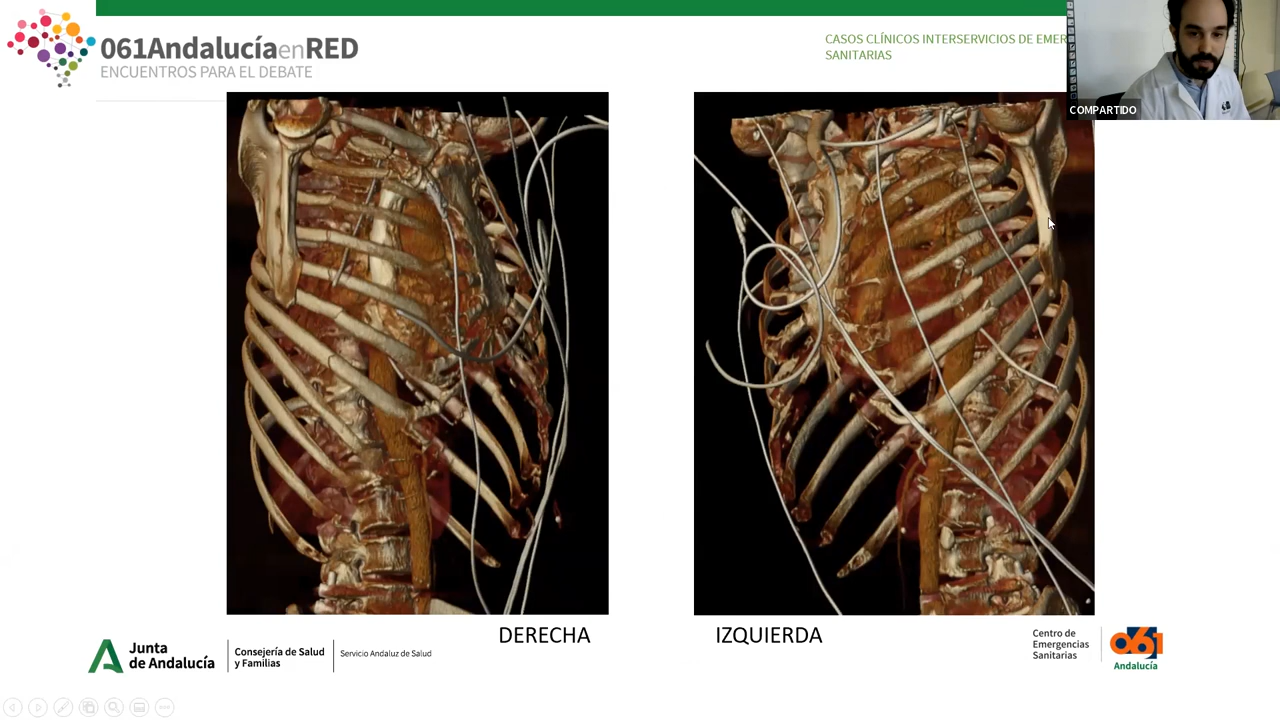 061AndalucíaenRED
ENCUENTROS PARA EL DEBATE
CASOS CLÍNICOS INTERSERVICIOS DE EMER
SANITARIAS
COMPARTIDO
DERECHA
IZQUIERDA
Junta
de Andalucía
Consejería de Salud
y Familias
Servicio Andaluz de Salud
Centro de
Emergencias
Sanitarias
061
Andalucía